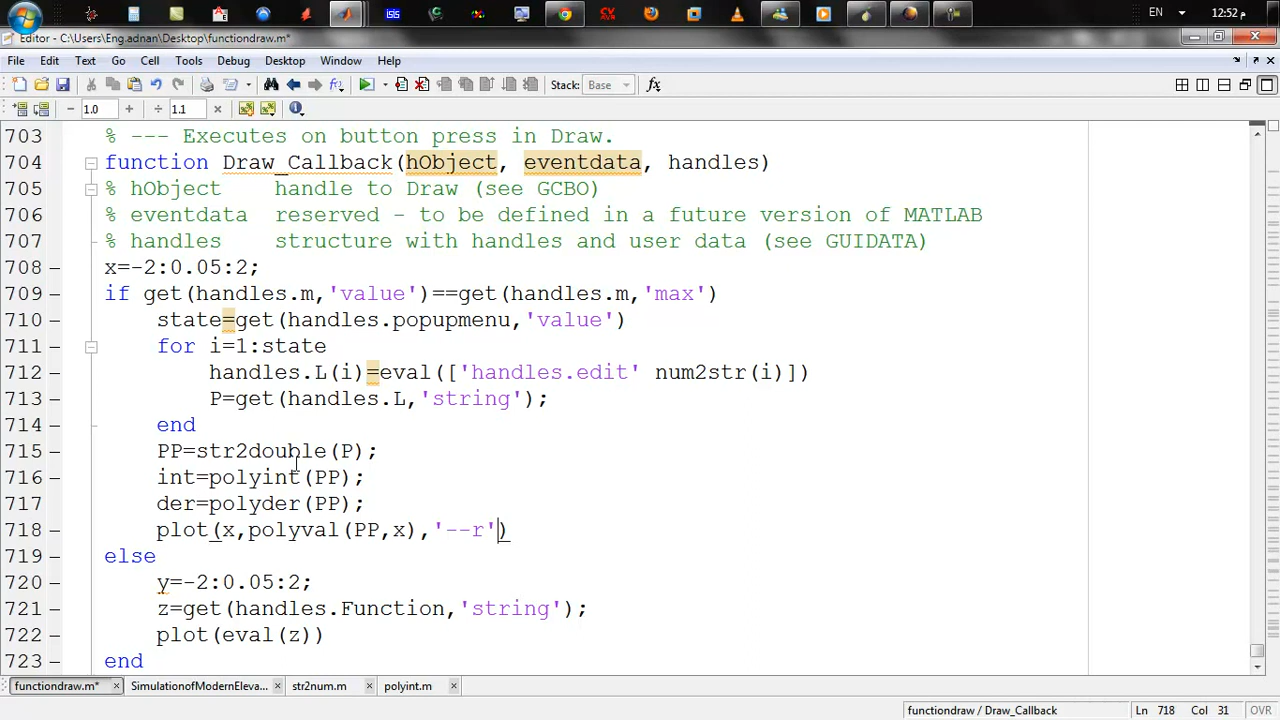 EN
12:52 م
Editor - C:\Users\Eng.adnan\Desktop\functiondraw.m*
File Edit Text Go Cell Tools Debug Desktop Window Help
Stack: Base fx
− 1.0 + ÷ 1.1 ×
703 % --- Executes on button press in Draw.
704 function Draw_Callback(hObject, eventdata, handles)
705 % hObject    handle to Draw (see GCBO)
706 % eventdata  reserved - to be defined in a future version of MATLAB
707 % handles    structure with handles and user data (see GUIDATA)
708 – x=-2:0.05:2;
709 – if get(handles.m,'value')==get(handles.m,'max')
710 –     state=get(handles.popupmenu,'value')
711 –     for i=1:state
712 –         handles.L(i)=eval(['handles.edit' num2str(i)])
713 –         P=get(handles.L,'string');
714 –     end
715 –     PP=str2double(P);
716 –     int=polyint(PP);
717 –     der=polyder(PP);
718 –     plot(x,polyval(PP,x),'--r')
719 – else
720 –     y=-2:0.05:2;
721 –     z=get(handles.Function,'string');
722 –     plot(eval(z))
723 – end
functiondraw.m* × SimulationofModernEleva... × str2num.m × polyint.m ×
functiondraw / Draw_Callback Ln 718 Col 31 OVR